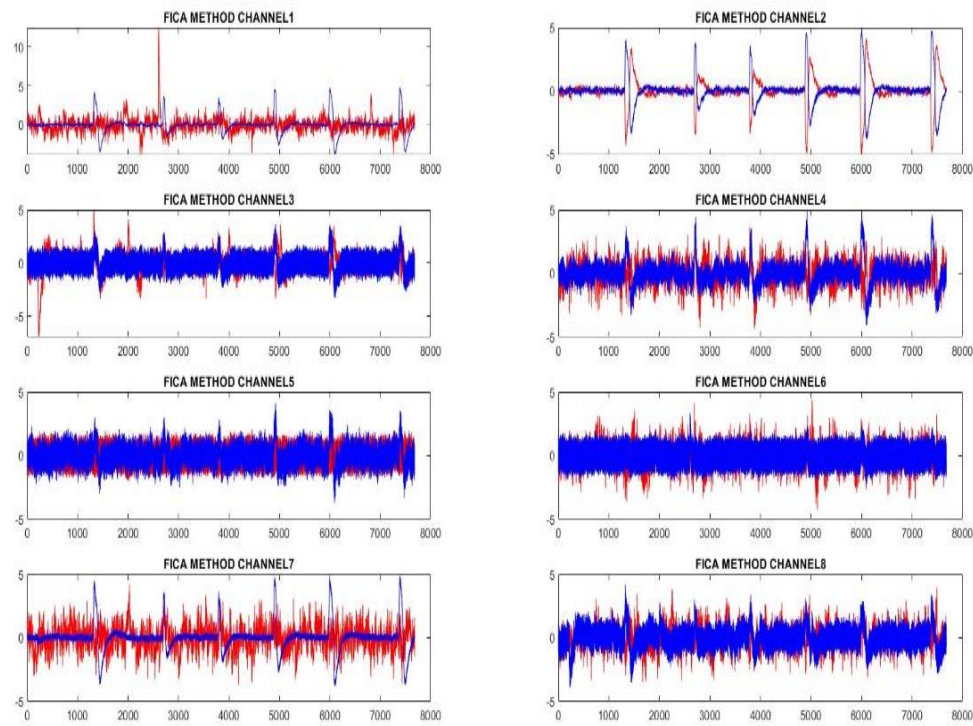 FICA METHOD CHANNEL1
10
5
0
0 1000 2000 3000 4000 5000 6000 7000 8000
FICA METHOD CHANNEL2
5
0
-5
0 1000 2000 3000 4000 5000 6000 7000 8000
FICA METHOD CHANNEL3
5
0
-5
0 1000 2000 3000 4000 5000 6000 7000 8000
FICA METHOD CHANNEL4
5
0
-5
0 1000 2000 3000 4000 5000 6000 7000 8000
FICA METHOD CHANNEL5
5
0
-5
0 1000 2000 3000 4000 5000 6000 7000 8000
FICA METHOD CHANNEL6
5
0
-5
0 1000 2000 3000 4000 5000 6000 7000 8000
FICA METHOD CHANNEL7
5
0
-5
0 1000 2000 3000 4000 5000 6000 7000 8000
FICA METHOD CHANNEL8
5
0
-5
0 1000 2000 3000 4000 5000 6000 7000 8000